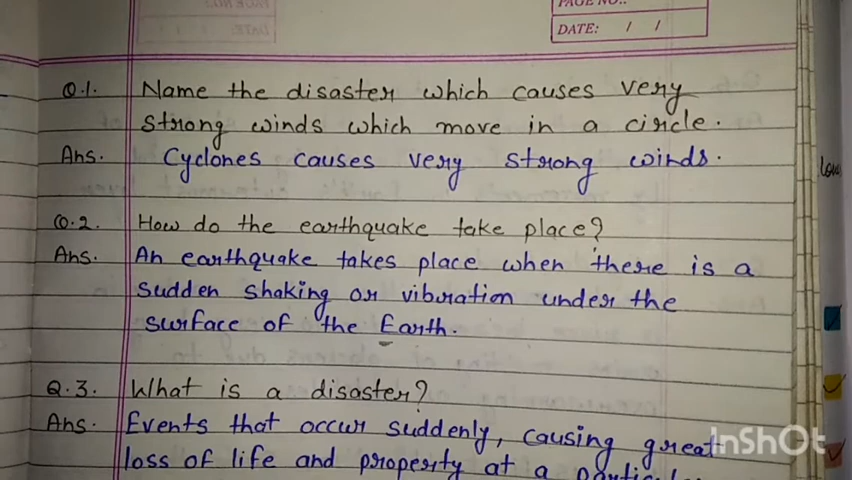 PAGE NO.:
DATE: / /
Q.1. Name the disaster which causes very
strong winds which move in a circle.
Ans. Cyclones causes very strong winds.
Q.2. How do the earthquake take place?
Ans. An earthquake takes place when there is a
sudden shaking or vibration under the
surface of the Earth.
Q.3. What is a disaster?
Ans. Events that occur suddenly, causing great
loss of life and property at a
InShOt